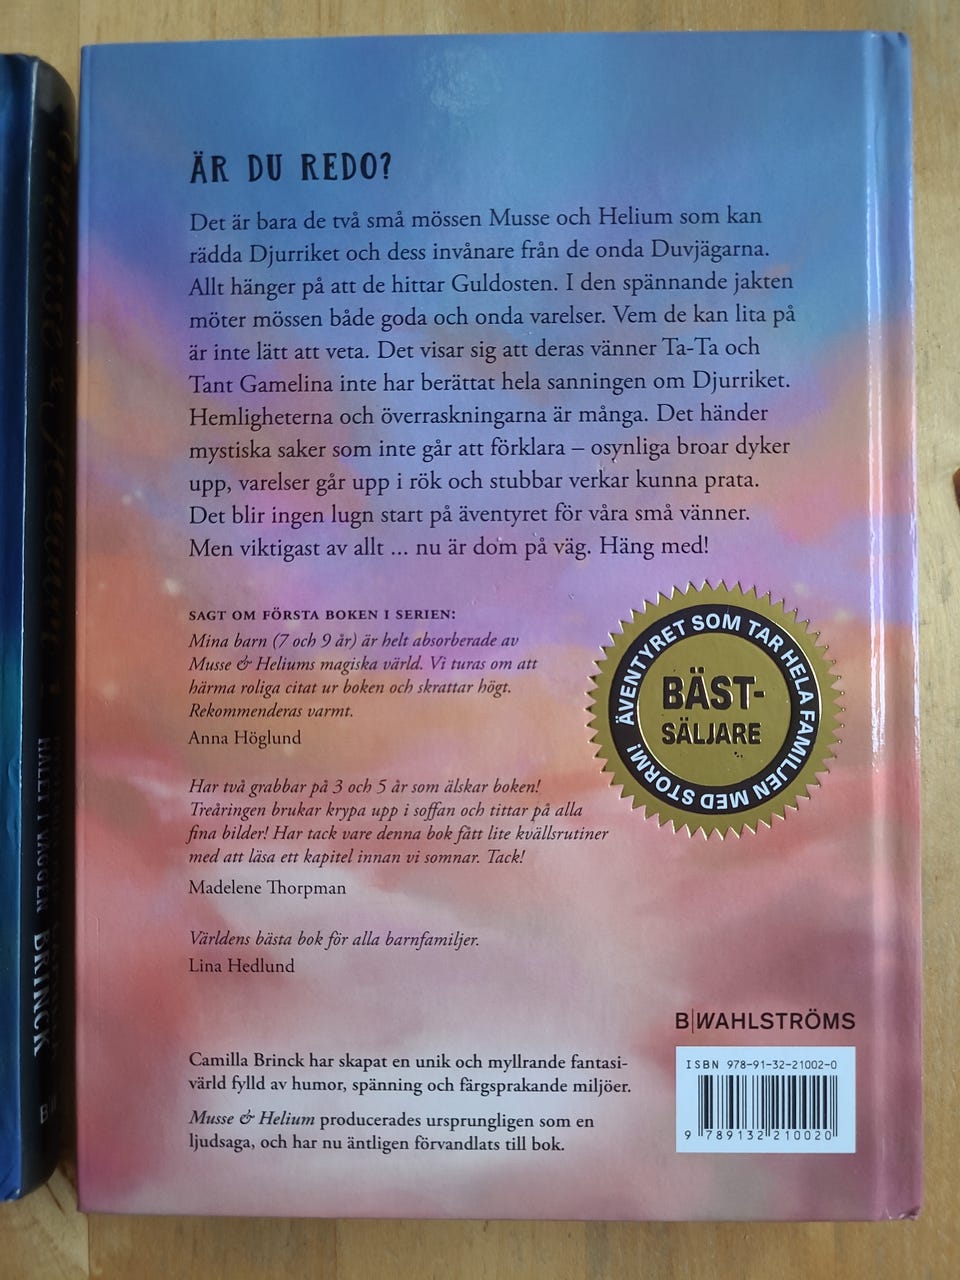 ÄR DU REDO?
Det är bara de två små mössen Musse och Helium som kan
rädda Djurriket och dess invånare från de onda Duvjägarna.
Allt hänger på att de hittar Guldosten. I den spännande jakten
möter mössen både goda och onda varelser. Vem de kan lita på
är inte lätt att veta. Det visar sig att deras vänner Ta-Ta och
Tant Gamelina inte har berättat hela sanningen om Djurriket.
Hemligheterna och överraskningarna är många. Det händer
mystiska saker som inte går att förklara – osynliga broar dyker
upp, varelser går upp i rök och stubbar verkar kunna prata.
Det blir ingen lugn start på äventyret för våra små vänner.
Men viktigast av allt ... nu är dom på väg. Häng med!
SAGT OM FÖRSTA BOKEN I SERIEN:
Mina barn (7 och 9 år) är helt absorberade av
Musse & Heliums magiska värld. Vi turas om att
härma roliga citat ur boken och skrattar högt.
Rekommenderas varmt.
Anna Höglund
Har två grabbar på 3 och 5 år som älskar boken!
Treåringen brukar krypa upp i soffan och tittar på alla
fina bilder! Har tack vare denna bok fått lite kvällsrutiner
med att läsa ett kapitel innan vi somnar. Tack!
Madelene Thorpman
Världens bästa bok för alla barnfamiljer.
Lina Hedlund
ÄVENTYRET SOM TAR HELA FAMILJEN MED STORM!
BÄST-
SÄLJARE
Camilla Brinck har skapat en unik och myllrande fantasi-
värld fylld av humor, spänning och färgsprakande miljöer.
Musse & Helium producerades ursprungligen som en
ljudsaga, och har nu äntligen förvandlats till bok.
B WAHLSTRÖMS
ISBN 978-91-32-21002-0
9 789132 210020
Musse & Helium
HÅLET I VÄGGEN
BRINCK